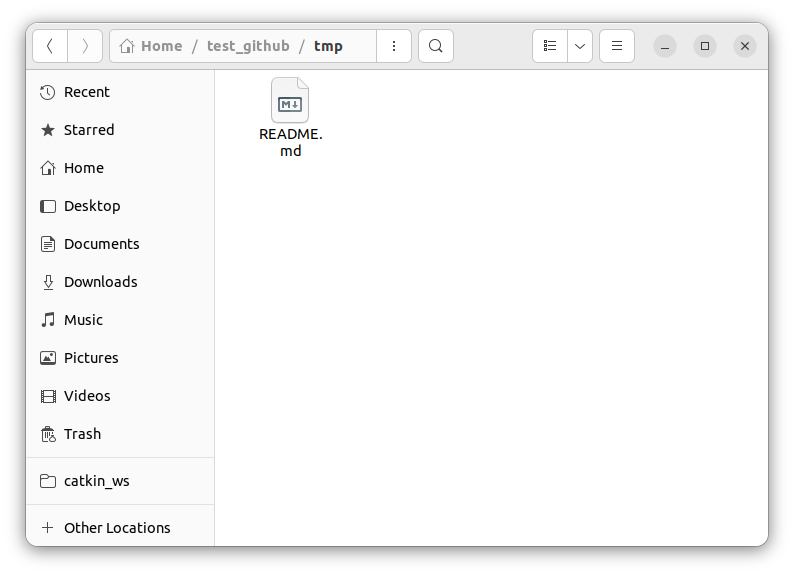 Home / test_github / tmp
Recent
Starred
Home
Desktop
Documents
Downloads
Music
Pictures
Videos
Trash
catkin_ws
Other Locations
M
README.
md